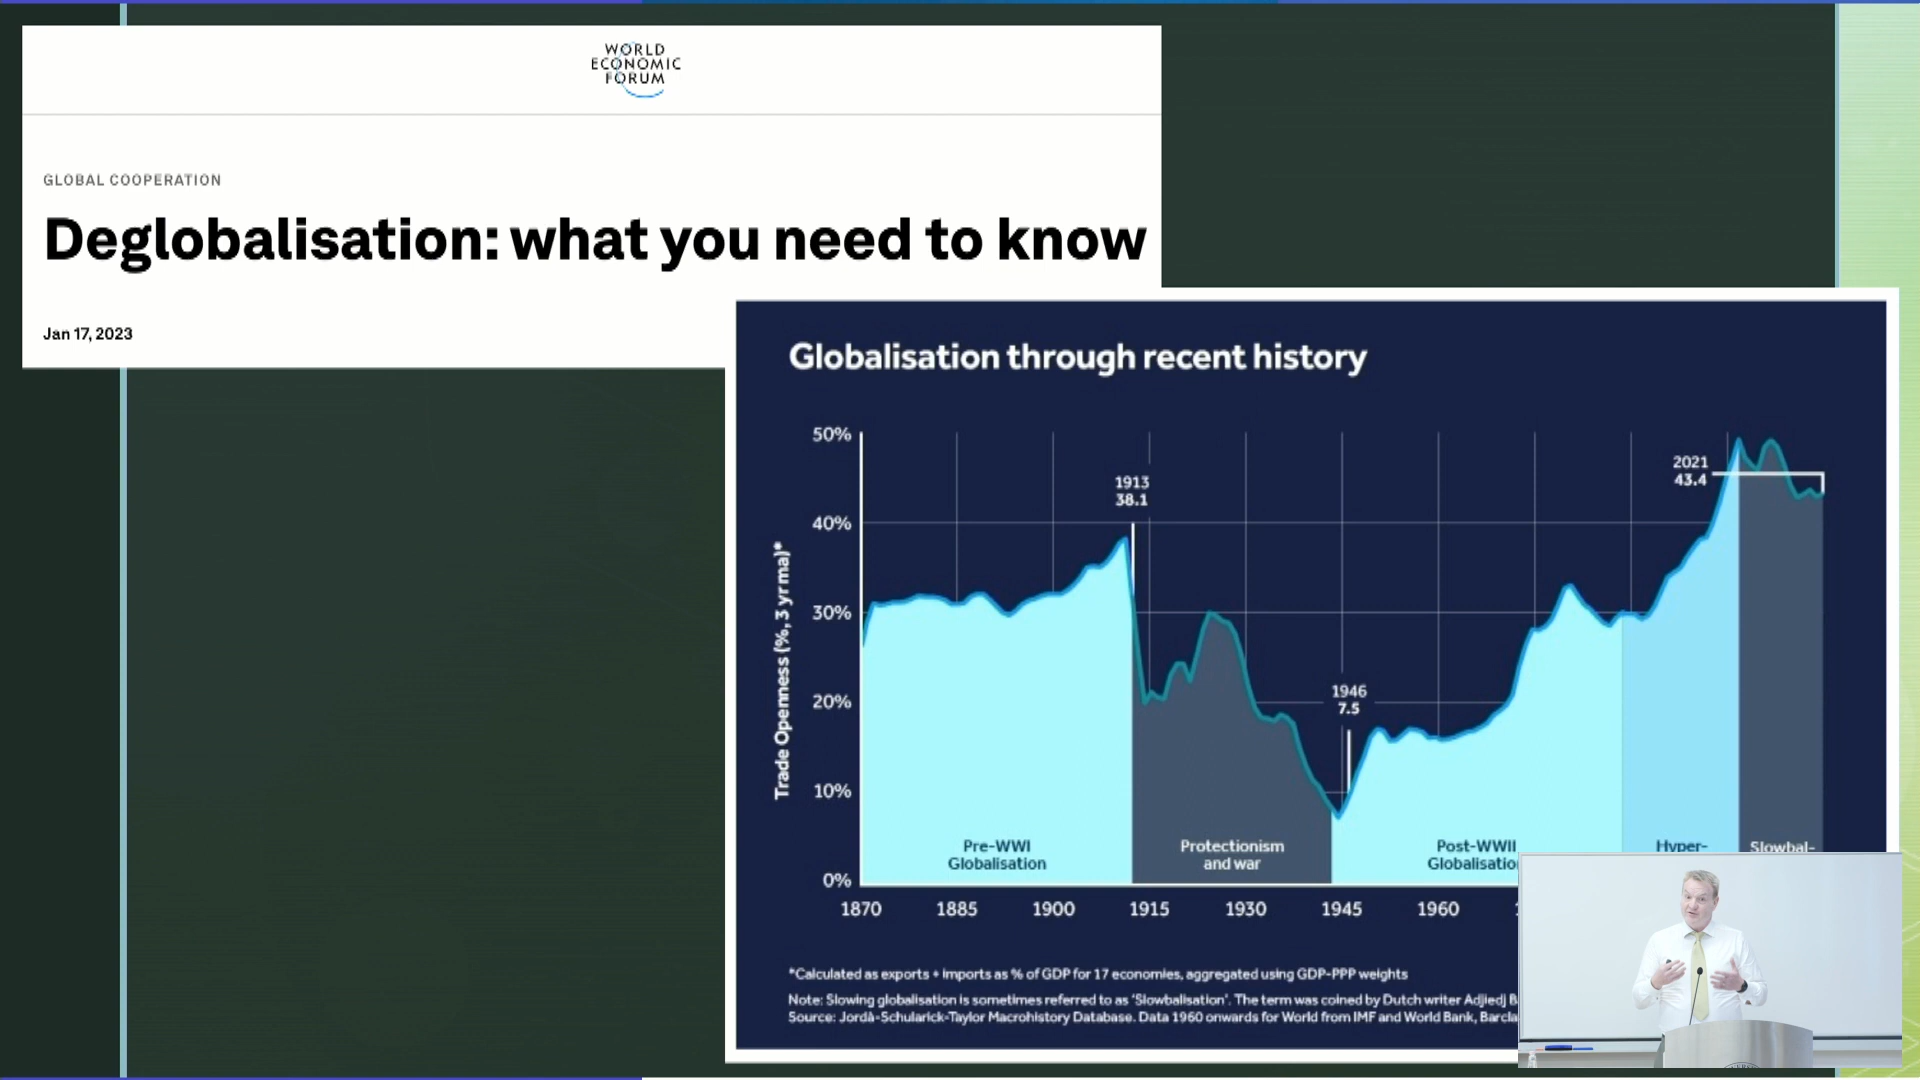 WORLD
ECONOMIC
FORUM
GLOBAL COOPERATION
Deglobalisation: what you need to know
Jan 17, 2023
Globalisation through recent history
50%
40%
30%
20%
10%
0%
Trade Openness (%, 3 yr ma)*
1913
38.1
1946
7.5
2021
43.4
Pre-WWI
Globalisation
Protectionism
and war
Post-WWII
Globalisatio
Hyper-
Slowbal-
1870 1885 1900 1915 1930 1945 1960
*Calculated as exports + imports as % of GDP for 17 economies, aggregated using GDP-PPP weights
Note: Slowing globalisation is sometimes referred to as 'Slowbalisation'. The term was coined by Dutch writer Adjiedj B
Source: Jordà-Schularick-Taylor Macrohistory Database. Data 1960 onwards for World from IMF and World Bank, Barcla